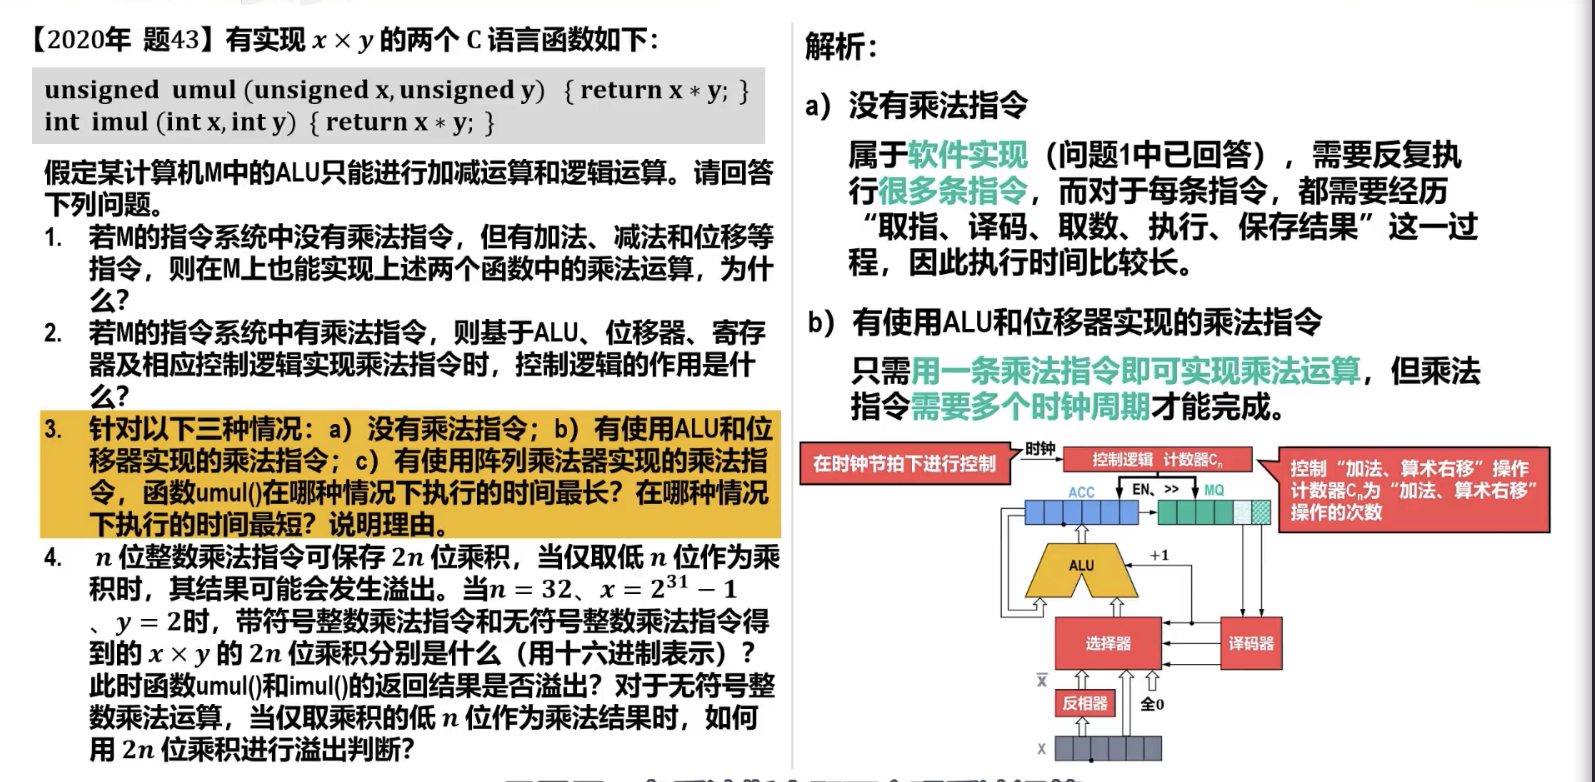 【2020年 题43】有实现 x × y 的两个 C 语言函数如下：
unsigned umul (unsigned x, unsigned y) { return x * y; }
int imul (int x, int y) { return x * y; }
假定某计算机M中的ALU只能进行加减运算和逻辑运算。请回答
下列问题。
1. 若M的指令系统中没有乘法指令，但有加法、减法和位移等
指令，则在M上也能实现上述两个函数中的乘法运算，为什
么？
2. 若M的指令系统中有乘法指令，则基于ALU、位移器、寄存
器及相应控制逻辑实现乘法指令时，控制逻辑的作用是什
么？
3. 针对以下三种情况：a）没有乘法指令；b）有使用ALU和位
移器实现的乘法指令；c）有使用阵列乘法器实现的乘法指
令，函数umul()在哪种情况下执行的时间最长？在哪种情况
下执行的时间最短？说明理由。
4. n 位整数乘法指令可保存 2n 位乘积，当仅取低 n 位作为乘
积时，其结果可能会发生溢出。当n = 32、x = 2³¹ − 1
、y = 2时，带符号整数乘法指令和无符号整数乘法指令得
到的 x × y 的 2n 位乘积分别是什么（用十六进制表示）？
此时函数umul()和imul()的返回结果是否溢出？对于无符号整
数乘法运算，当仅取乘积的低 n 位作为乘法结果时，如何
用 2n 位乘积进行溢出判断？
解析：
a）没有乘法指令
属于软件实现（问题1中已回答），需要反复执
行很多条指令，而对于每条指令，都需要经历
“取指、译码、取数、执行、保存结果”这一过
程，因此执行时间比较长。
b）有使用ALU和位移器实现的乘法指令
只需用一条乘法指令即可实现乘法运算，但乘法
指令需要多个时钟周期才能完成。
在时钟节拍下进行控制
时钟
控制逻辑 计数器Cₙ
控制“加法、算术右移”操作
计数器Cₙ为“加法、算术右移”
操作的次数
ACC
EN、>>
MQ
ALU
+1
选择器
译码器
X̅
反相器
全0
X